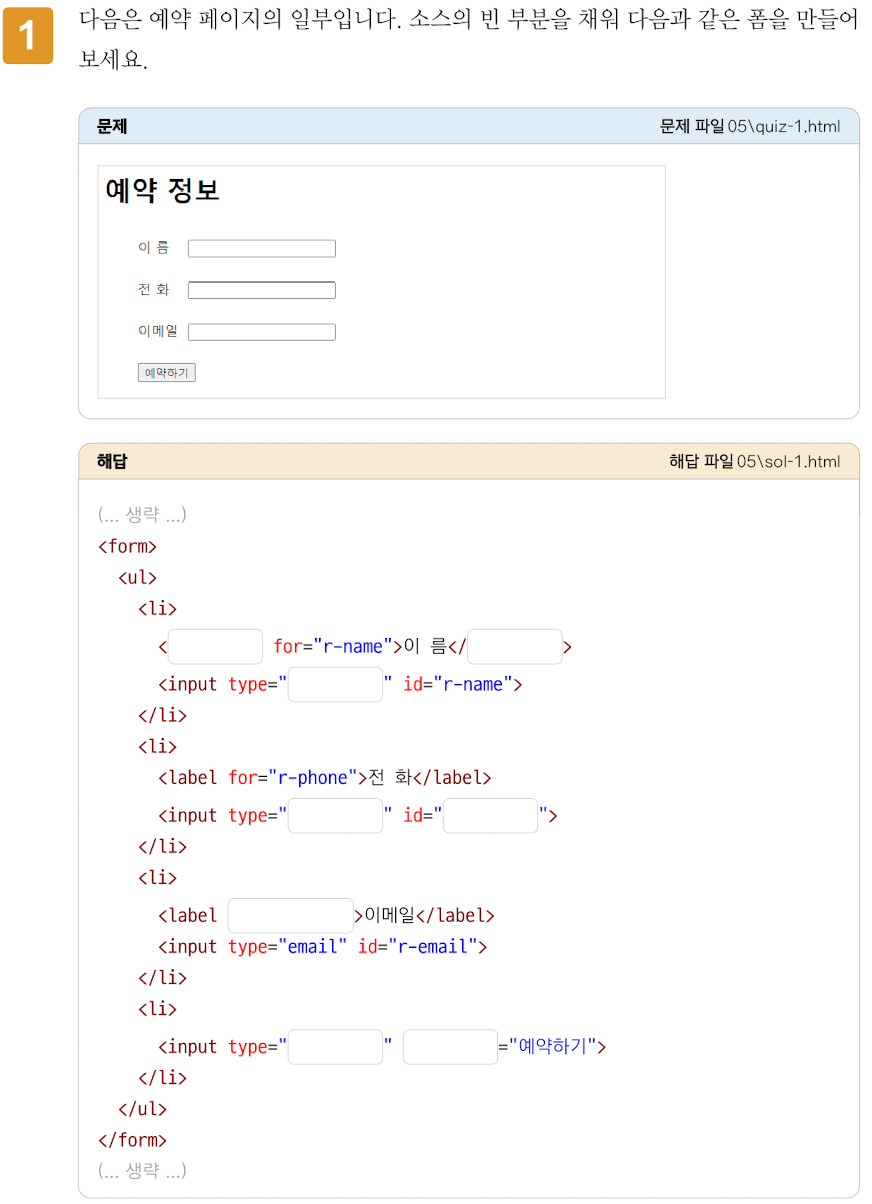 1
다음은 예약 페이지의 일부입니다. 소스의 빈 부분을 채워 다음과 같은 폼을 만들어
보세요.
문제 문제 파일 05\quiz-1.html
예약 정보
이 름
전 화
이메일
예약하기
해답 해답 파일 05\sol-1.html
(... 생략 ...)
<form>
<ul>
<li>
< for="r-name">이 름</ >
<input type=" " id="r-name">
</li>
<li>
<label for="r-phone">전 화</label>
<input type=" " id=" ">
</li>
<li>
<label >이메일</label>
<input type="email" id="r-email">
</li>
<li>
<input type=" " ="예약하기">
</li>
</ul>
</form>
(... 생략 ...)